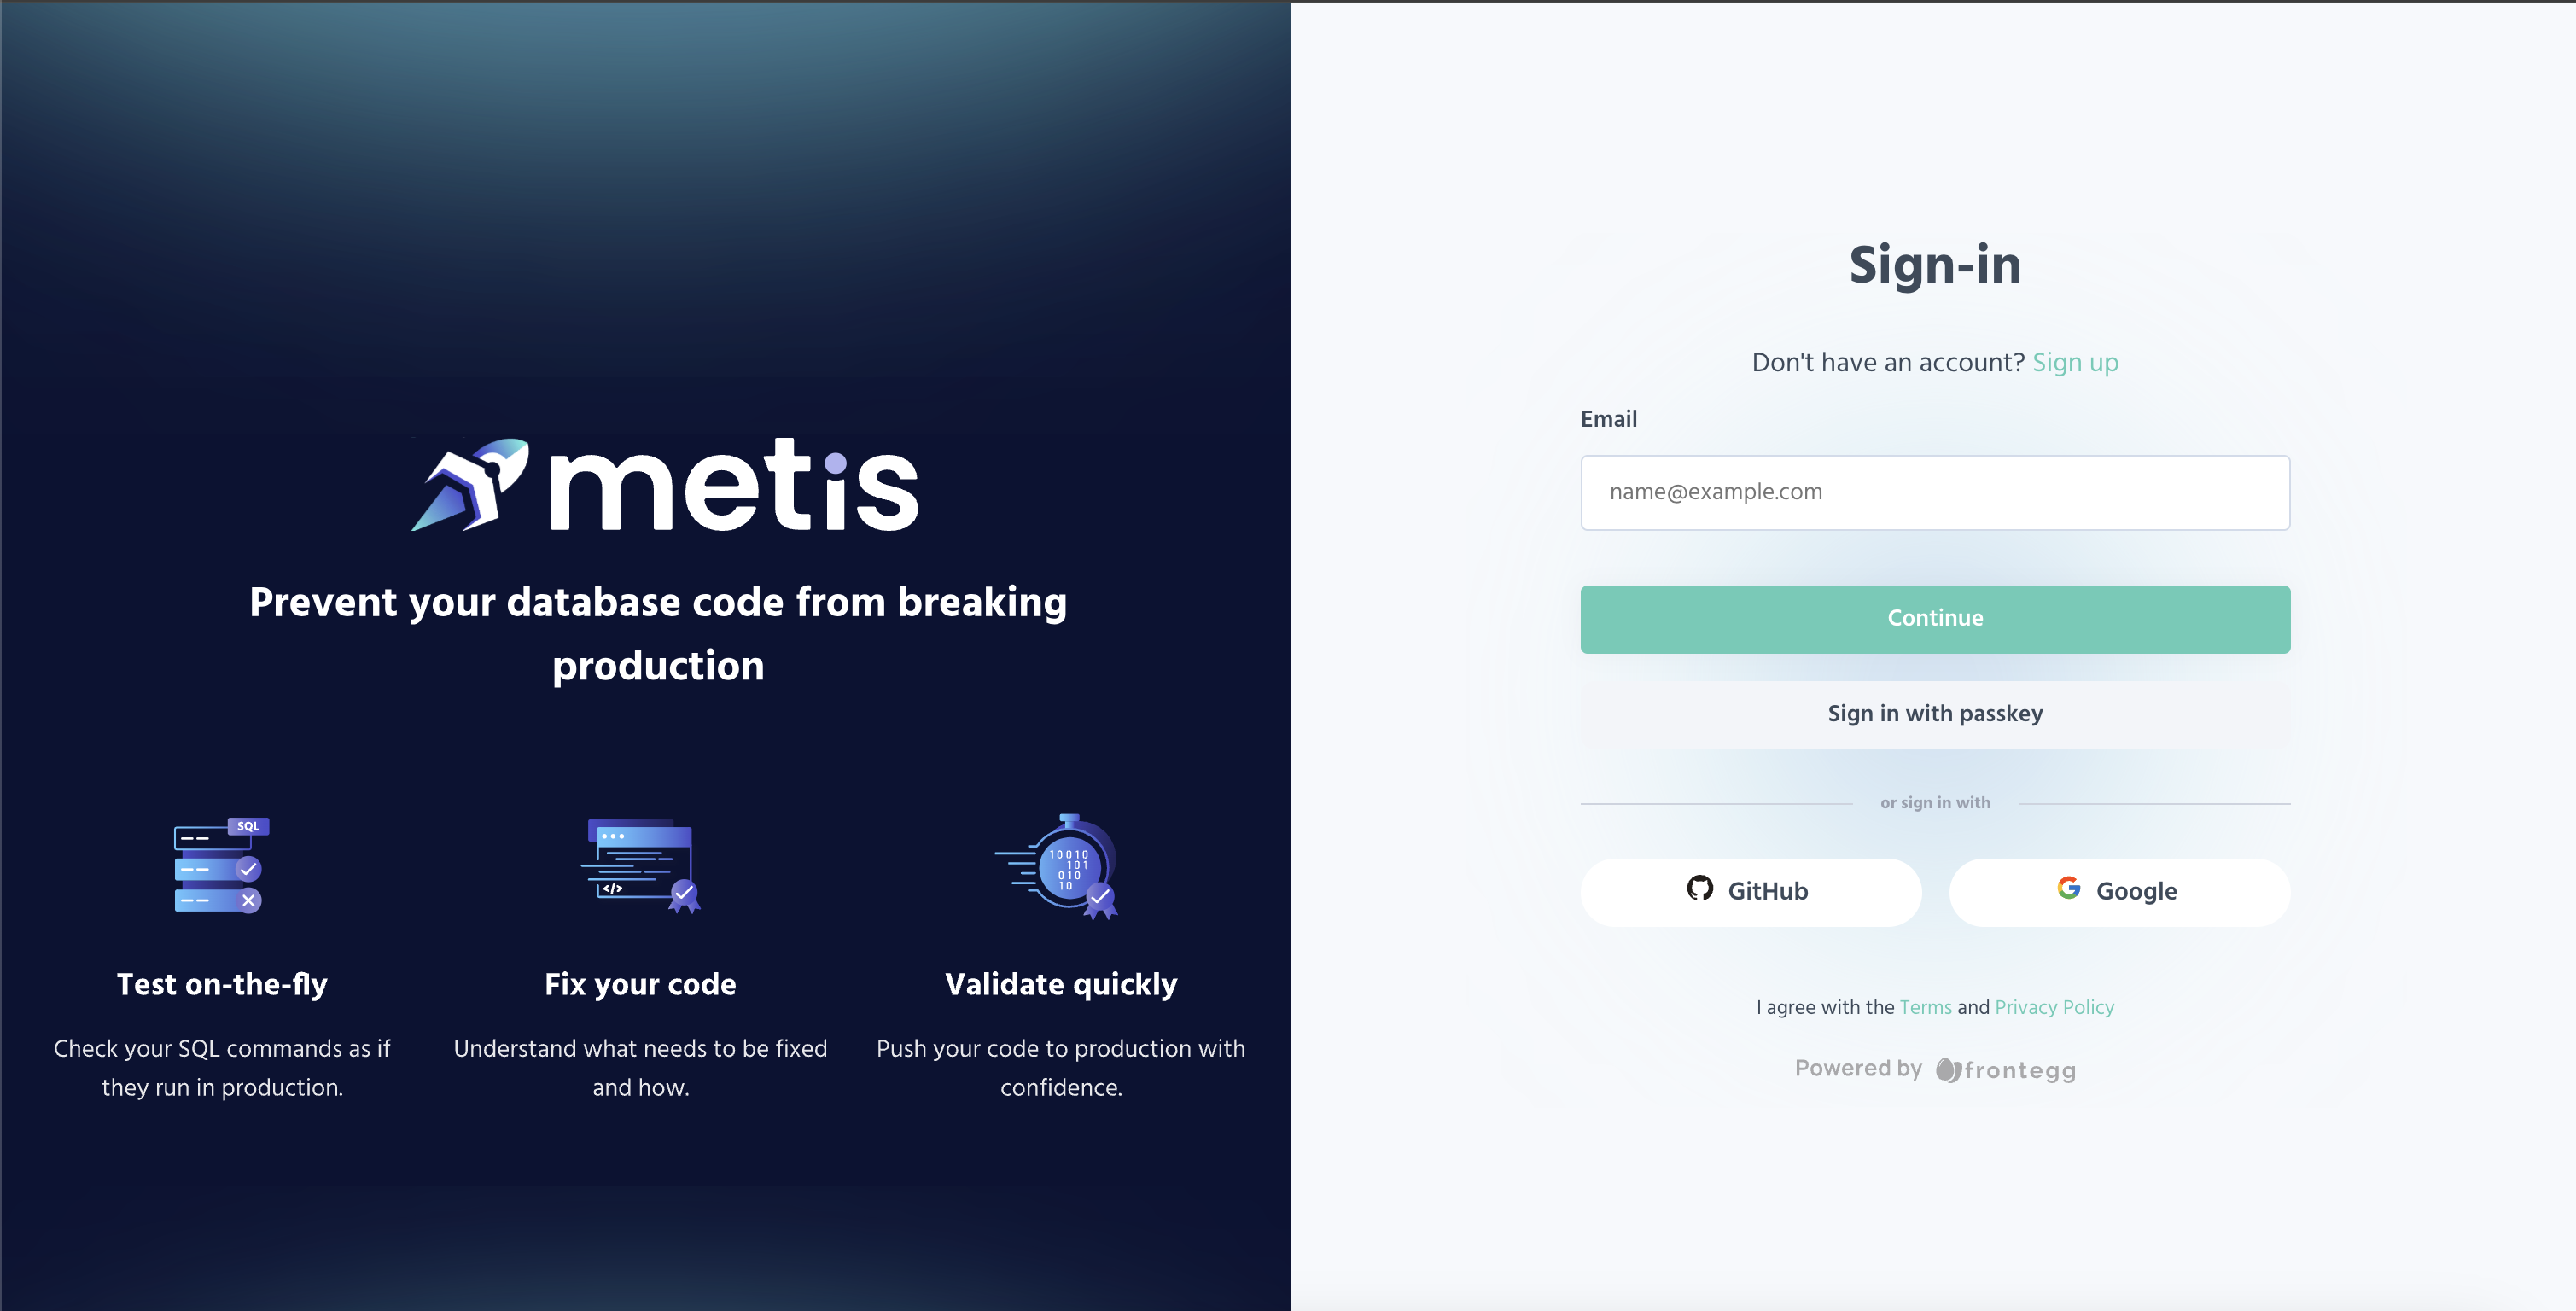 metis
Prevent your database code from breaking
production
SQL
</>
10010
101
010
10
Test on-the-fly
Check your SQL commands as if
they run in production.
Fix your code
Understand what needs to be fixed
and how.
Validate quickly
Push your code to production with
confidence.
Sign-in
Don't have an account? Sign up
Email
name@example.com
Continue
Sign in with passkey
or sign in with
GitHub
Google
I agree with the Terms and Privacy Policy
Powered by frontegg